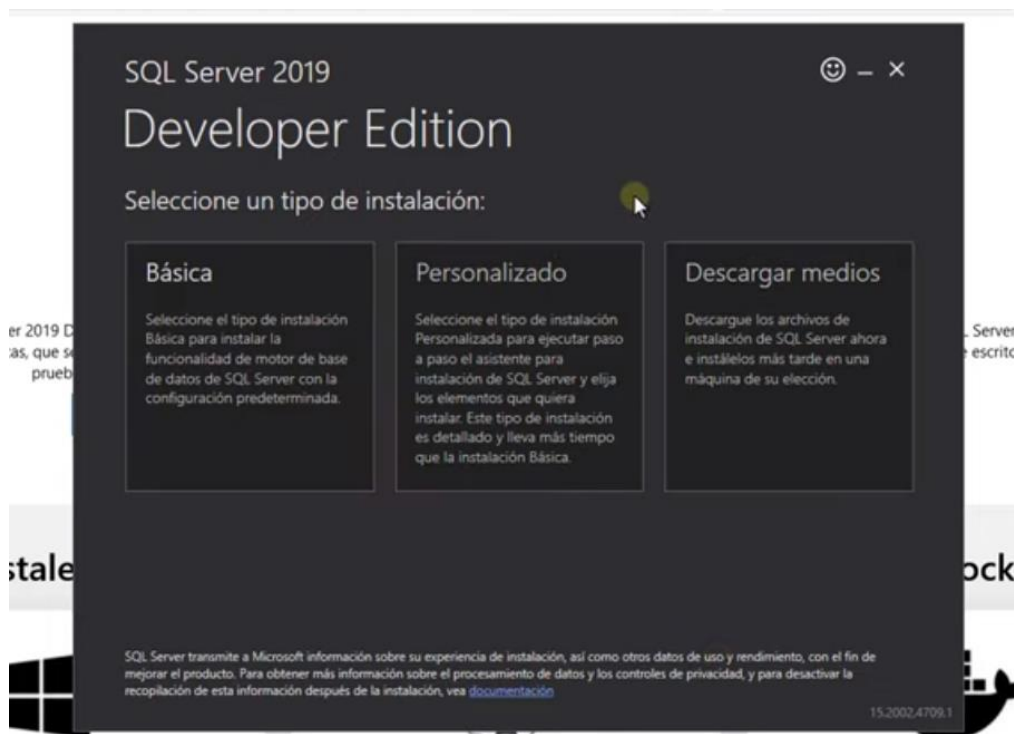 SQL Server 2019
Developer Edition
Seleccione un tipo de instalación:
Básica
Seleccione el tipo de instalación
Básica para instalar la
funcionalidad de motor de base
de datos de SQL Server con la
configuración predeterminada.
Personalizado
Seleccione el tipo de instalación
Personalizada para ejecutar paso
a paso el asistente para
instalación de SQL Server y elija
los elementos que quiera
instalar. Este tipo de instalación
es detallado y lleva más tiempo
que la instalación Básica.
Descargar medios
Descargue los archivos de
instalación de SQL Server ahora
e instálelos más tarde en una
máquina de su elección.
er 2019 D
as, que se
prueb
Server
escrito
stale
ock
SQL Server transmite a Microsoft información sobre su experiencia de instalación, así como otros datos de uso y rendimiento, con el fin de
mejorar el producto. Para obtener más información sobre el procesamiento de datos y los controles de privacidad, y para desactivar la
recopilación de esta información después de la instalación, vea documentación
15.2002.4709.1